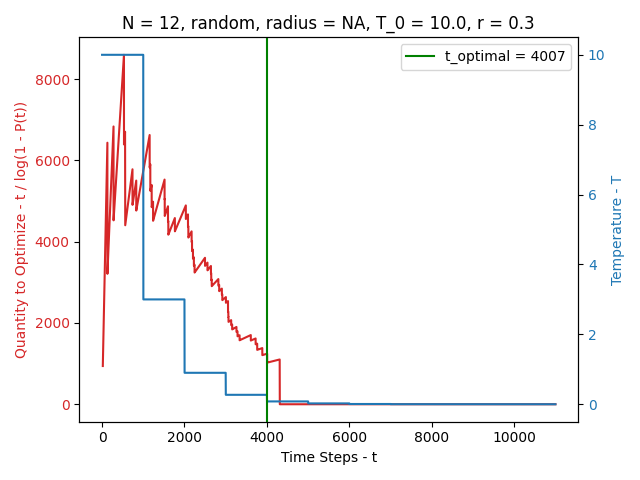 N = 12, random, radius = NA, T_0 = 10.0, r = 0.3
t_optimal = 4007
Quantity to Optimize - t / log(1 - P(t))
8000
6000
4000
2000
0
10
8
6
4
2
0
Temperature - T
0 2000 4000 6000 8000 10000
Time Steps - t